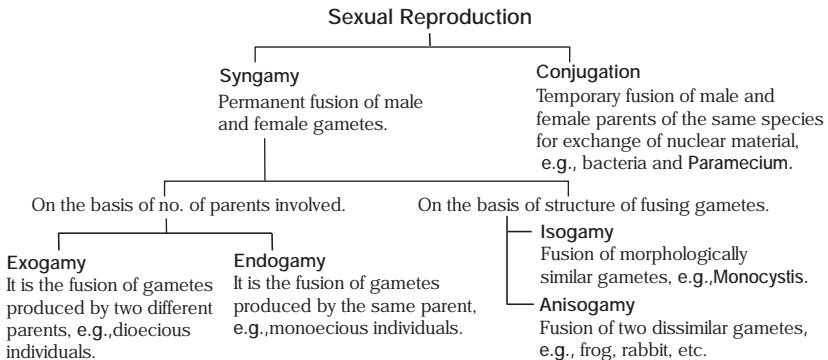 Sexual Reproduction
Syngamy
Permanent fusion of male
and female gametes.
Conjugation
Temporary fusion of male and
female parents of the same species
for exchange of nuclear material,
e.g., bacteria and Paramecium.
On the basis of no. of parents involved.
On the basis of structure of fusing gametes.
Exogamy
It is the fusion of gametes
produced by two different
parents, e.g.,dioecious
individuals.
Endogamy
It is the fusion of gametes
produced by the same parent,
e.g.,monoecious individuals.
Isogamy
Fusion of morphologically
similar gametes, e.g.,Monocystis.
Anisogamy
Fusion of two dissimilar gametes,
e.g., frog, rabbit, etc.